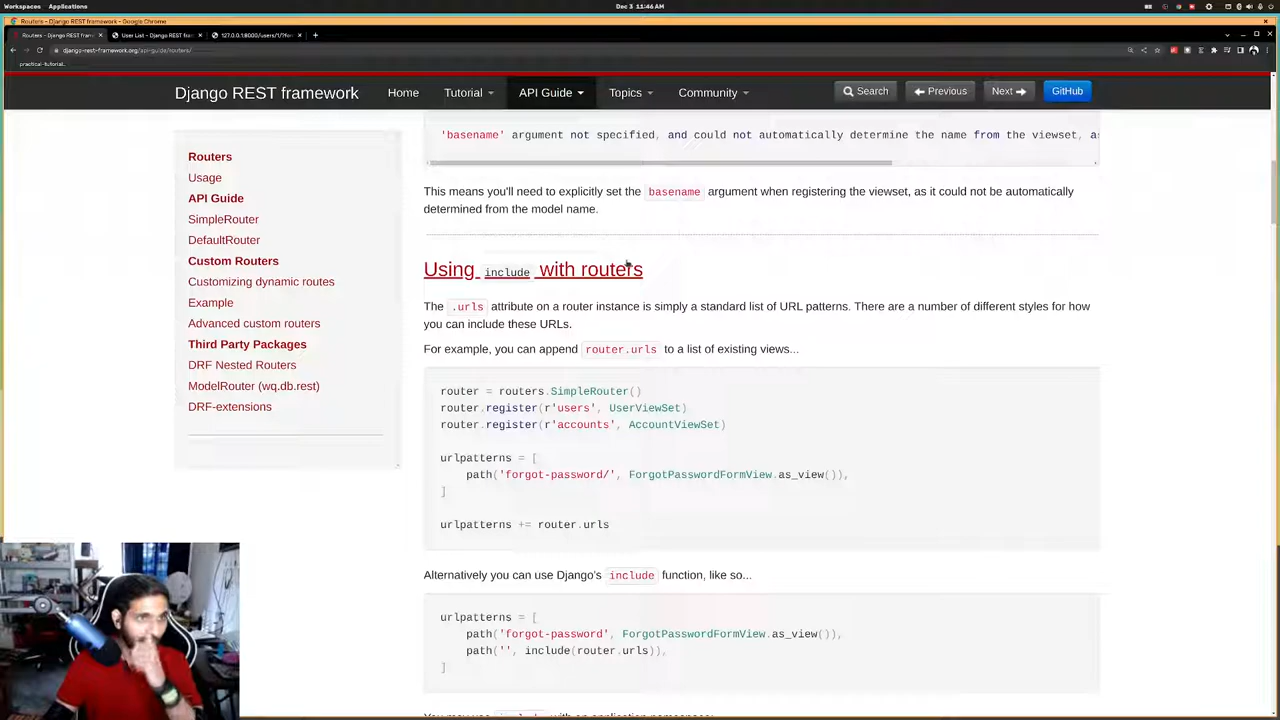 Workspaces Applications
Dec 3 11:46 AM
Routers - Django REST framework - Google Chrome
Routers - Django REST framework
User List - Django REST fram
127.0.0.1:8000/users/1/?for
django-rest-framework.org/api-guide/routers/
practical-tutorial..
Django REST framework
Home
Tutorial
API Guide
Topics
Community
Search
Previous
Next
GitHub
Routers
Usage
API Guide
SimpleRouter
DefaultRouter
Custom Routers
Customizing dynamic routes
Example
Advanced custom routers
Third Party Packages
DRF Nested Routers
ModelRouter (wq.db.rest)
DRF-extensions
'basename' argument not specified, and could not automatically determine the name from the viewset, a
This means you'll need to explicitly set the basename argument when registering the viewset, as it could not be automatically
determined from the model name.
Using include with routers
The .urls attribute on a router instance is simply a standard list of URL patterns. There are a number of different styles for how
you can include these URLs.
For example, you can append router.urls to a list of existing views...
router = routers.SimpleRouter()
router.register(r'users', UserViewSet)
router.register(r'accounts', AccountViewSet)
urlpatterns = [
path('forgot-password/', ForgotPasswordFormView.as_view()),
]
urlpatterns += router.urls
Alternatively you can use Django's include function, like so...
urlpatterns = [
path('forgot-password', ForgotPasswordFormView.as_view()),
path('', include(router.urls)),
]